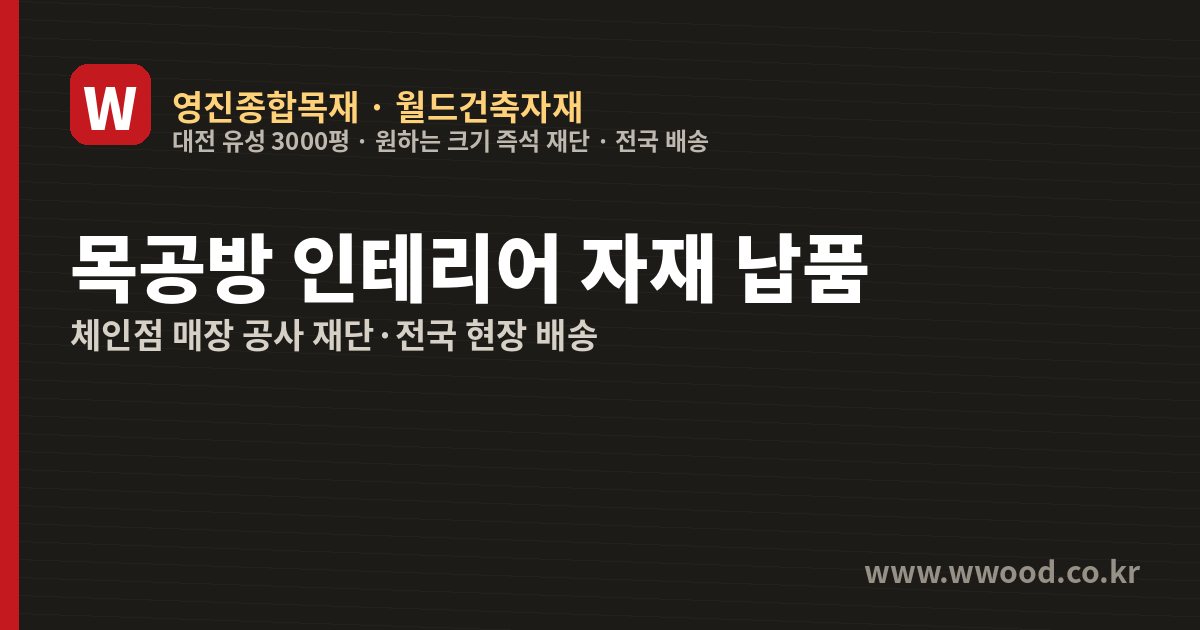 W
영진종합목재 · 월드건축자재
대전 유성 3000평 · 원하는 크기 즉석 재단 · 전국 배송
목공방 인테리어 자재 납품
체인점 매장 공사 재단·전국 현장 배송
www.wwood.co.kr